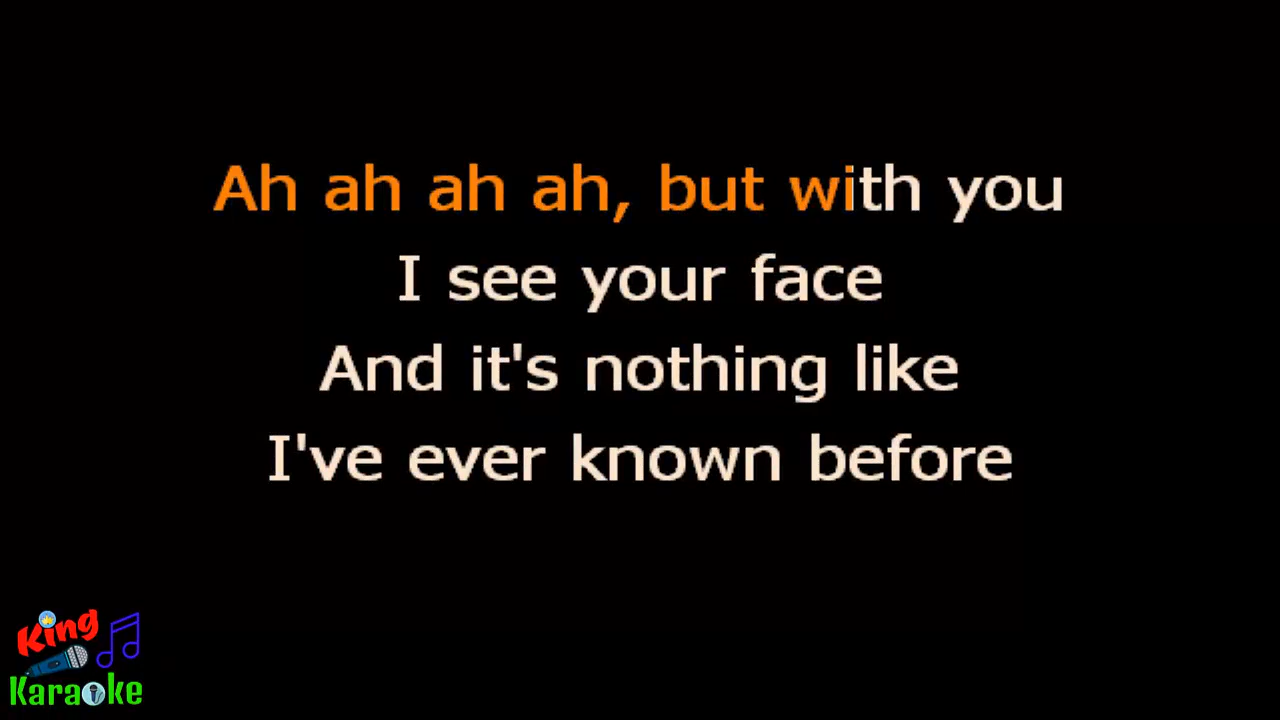 Ah ah ah ah, but with you
I see your face
And it's nothing like
I've ever known before
King
Karaoke